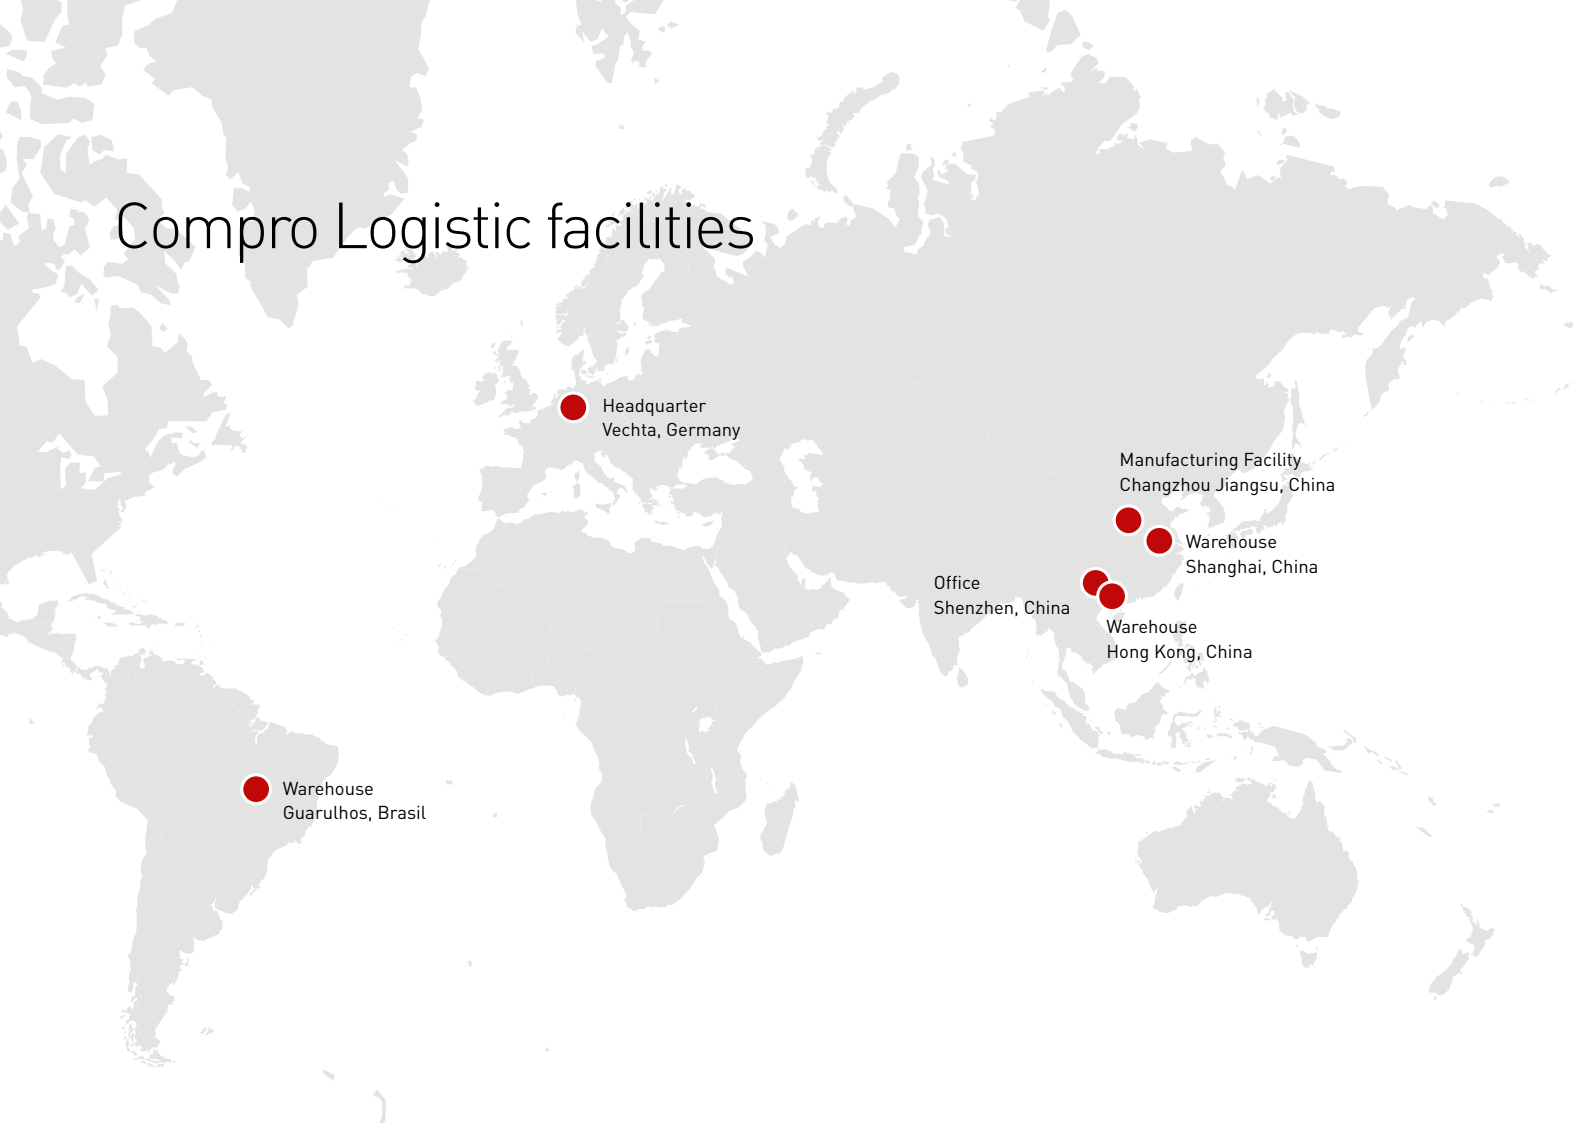 Compro Logistic facilities
Headquarter
Vechta, Germany
Manufacturing Facility
Changzhou Jiangsu, China
Warehouse
Shanghai, China
Office
Shenzhen, China
Warehouse
Hong Kong, China
Warehouse
Guarulhos, Brasil